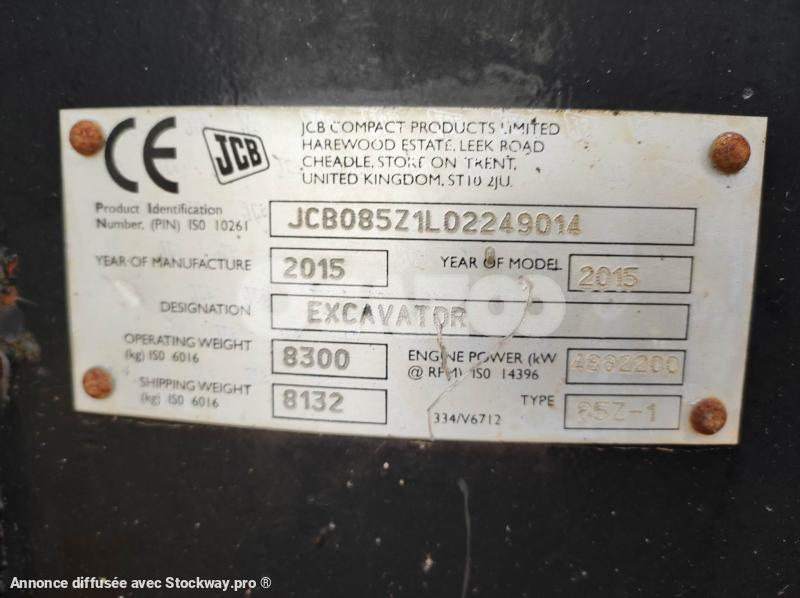 CE JCB
JCB COMPACT PRODUCTS LIMITED
HAREWOOD ESTATE, LEEK ROAD
CHEADLE, STOKE ON TRENT,
UNITED KINGDOM. ST10 2JU.
Product Identification
Number. (PIN) ISO 10261
JCB085Z1L02249014
YEAR OF MANUFACTURE 2015 YEAR OF MODEL 2015
DESIGNATION EXCAVATOR
OPERATING WEIGHT
(kg) ISO 6016
8300
ENGINE POWER (kW
@ RPM) ISO 14396
SHIPPING WEIGHT
(kg) ISO 6016
8132
334/V6712
TYPE 85Z-1
Annonce diffusée avec Stockway.pro ®